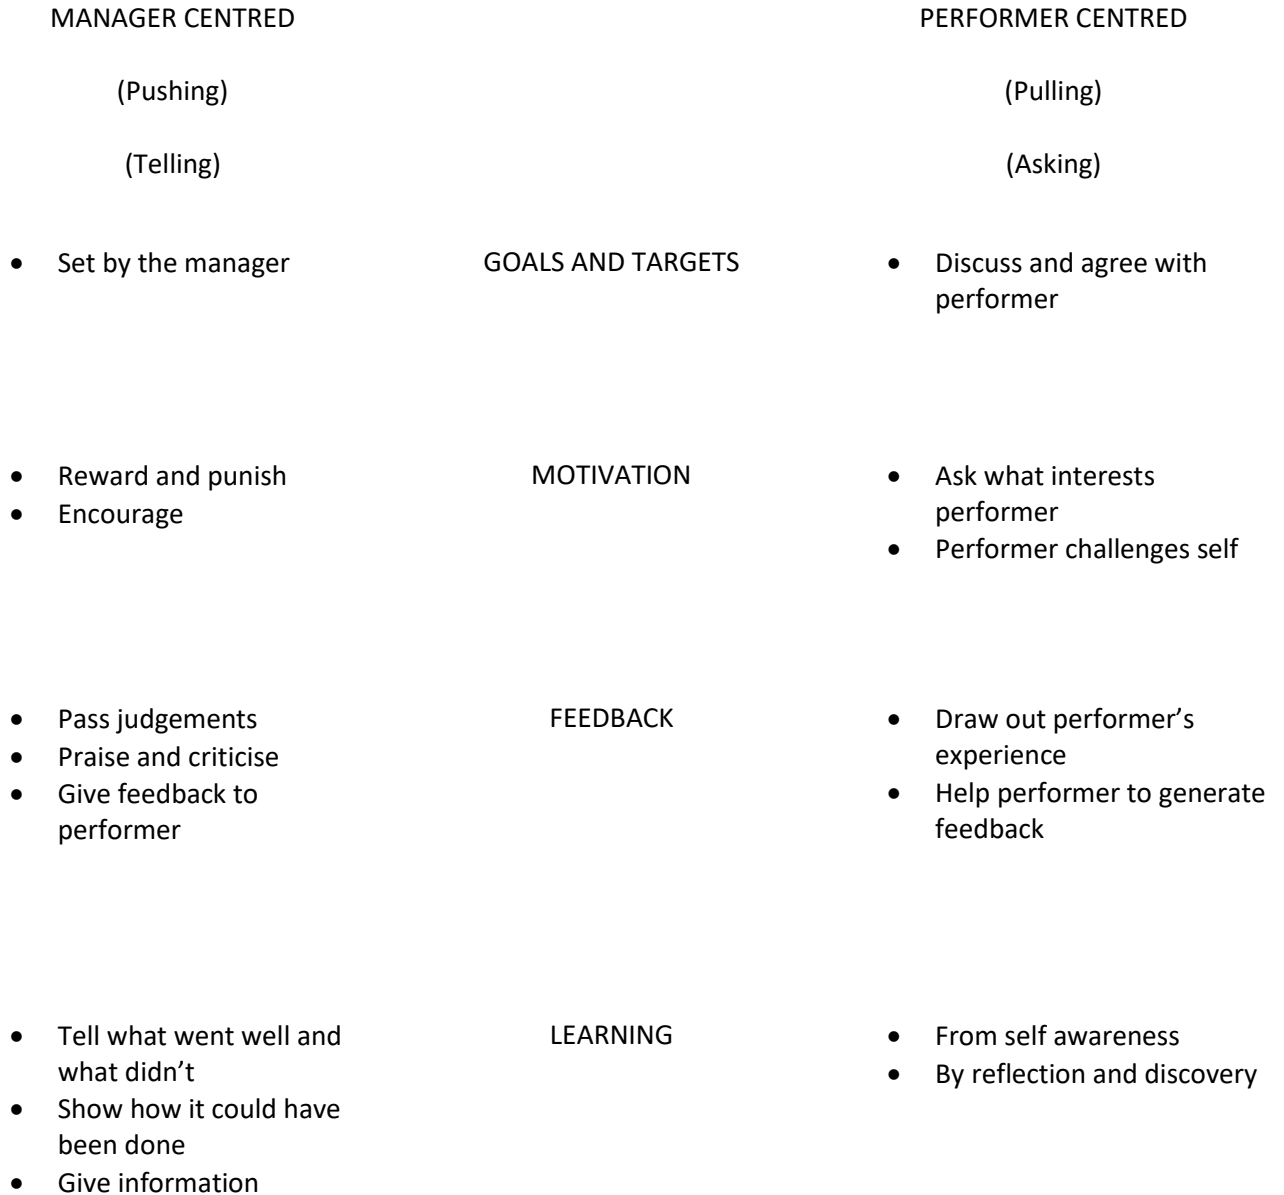 MANAGER CENTRED
PERFORMER CENTRED
(Pushing)
(Pulling)
(Telling)
(Asking)
• Set by the manager
GOALS AND TARGETS
• Discuss and agree with
performer
• Reward and punish
• Encourage
MOTIVATION
• Ask what interests
performer
• Performer challenges self
• Pass judgements
• Praise and criticise
• Give feedback to
performer
FEEDBACK
• Draw out performer’s
experience
• Help performer to generate
feedback
• Tell what went well and
what didn’t
• Show how it could have
been done
• Give information
LEARNING
• From self awareness
• By reflection and discovery